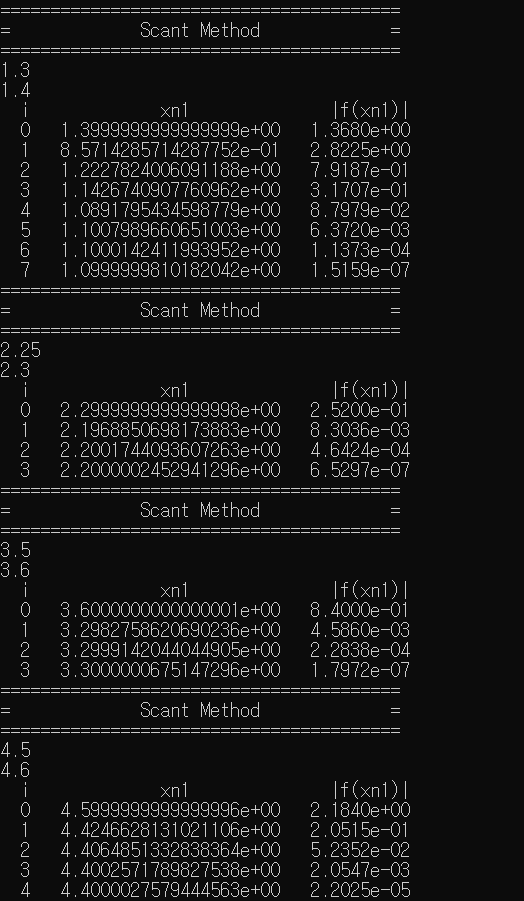 ========================================
=             Scant Method             =
========================================
1.3
1.4
  i             xn1              |f(xn1)|
  0   1.3999999999999999e+00   1.3680e+00
  1   8.5714285714287752e-01   2.8225e+00
  2   1.2227824006091188e+00   7.9187e-01
  3   1.1426740907760962e+00   3.1707e-01
  4   1.0891795434598779e+00   8.7979e-02
  5   1.1007989660651003e+00   6.3720e-03
  6   1.1000142411993952e+00   1.1373e-04
  7   1.0999999810182042e+00   1.5159e-07
========================================
=             Scant Method             =
========================================
2.25
2.3
  i             xn1              |f(xn1)|
  0   2.2999999999999998e+00   2.5200e-01
  1   2.1968850698173883e+00   8.3036e-03
  2   2.2001744093607263e+00   4.6424e-04
  3   2.2000002452941296e+00   6.5297e-07
========================================
=             Scant Method             =
========================================
3.5
3.6
  i             xn1              |f(xn1)|
  0   3.6000000000000001e+00   8.4000e-01
  1   3.2982758620690236e+00   4.5860e-03
  2   3.2999142044044905e+00   2.2838e-04
  3   3.3000000675147296e+00   1.7972e-07
========================================
=             Scant Method             =
========================================
4.5
4.6
  i             xn1              |f(xn1)|
  0   4.5999999999999996e+00   2.1840e+00
  1   4.4246628131021106e+00   2.0515e-01
  2   4.4064851332838364e+00   5.2352e-02
  3   4.4002571789827538e+00   2.0547e-03
  4   4.4000027579444563e+00   2.2025e-05